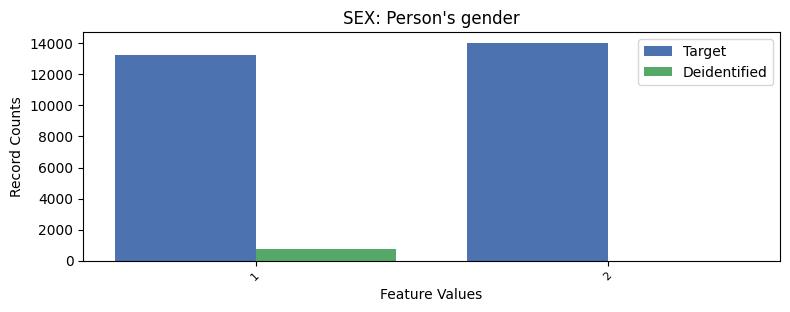 SEX: Person's gender
Target
Deidentified
Record Counts
14000
12000
10000
8000
6000
4000
2000
0
1
2
Feature Values